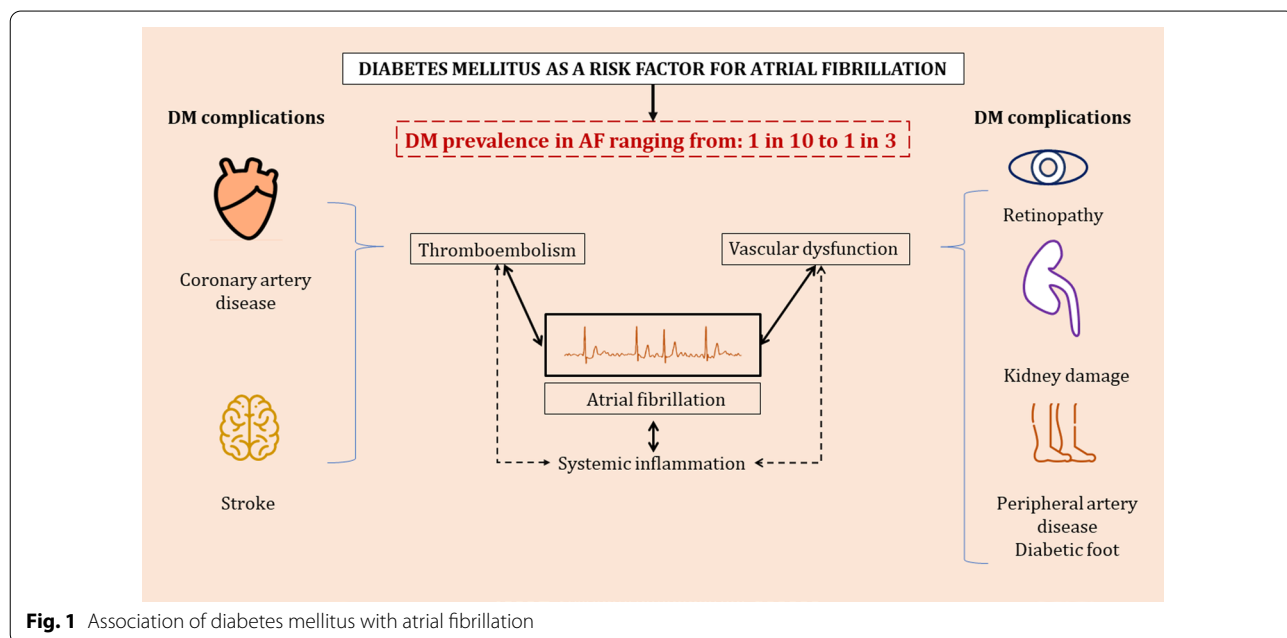 DIABETES MELLITUS AS A RISK FACTOR FOR ATRIAL FIBRILLATION
DM prevalence in AF ranging from: 1 in 10 to 1 in 3
DM complications
Coronary artery
disease
Stroke
Thromboembolism
Vascular dysfunction
Atrial fibrillation
Systemic inflammation
DM complications
Retinopathy
Kidney damage
Peripheral artery
disease
Diabetic foot
Fig. 1 Association of diabetes mellitus with atrial fibrillation